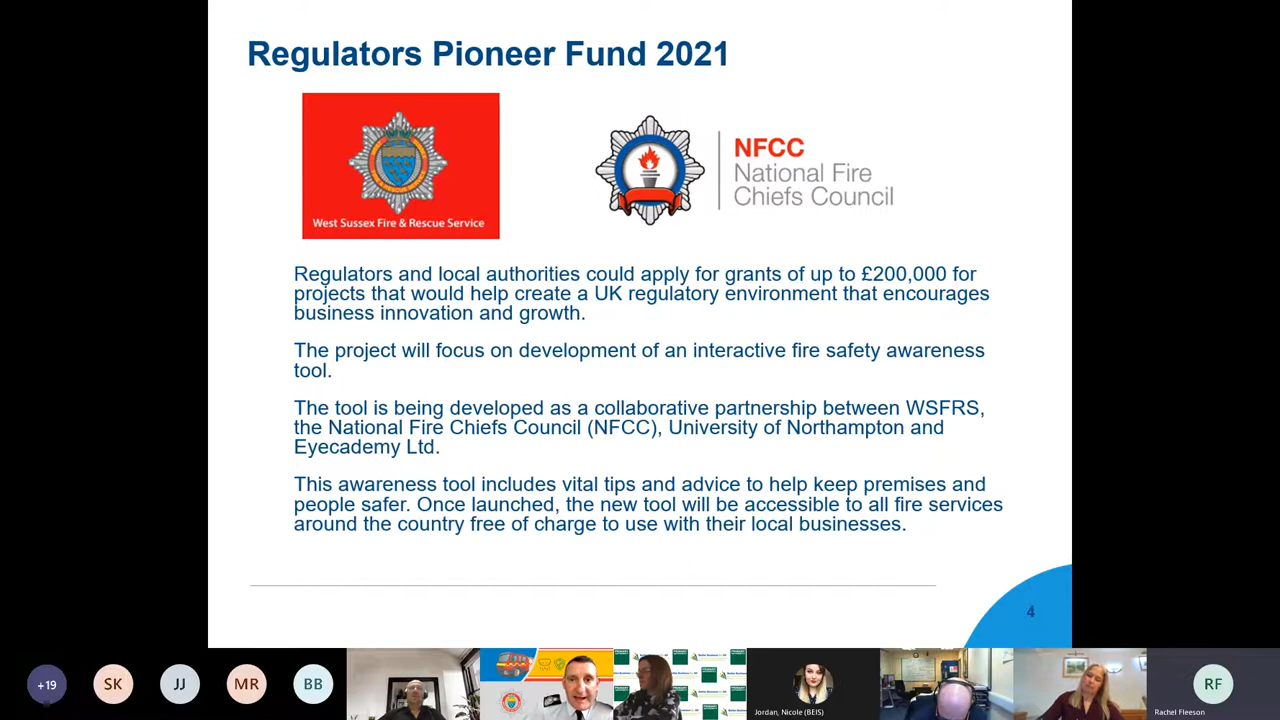 Regulators Pioneer Fund 2021
West Sussex Fire & Rescue Service
NFCC
National Fire
Chiefs Council
Regulators and local authorities could apply for grants of up to £200,000 for
projects that would help create a UK regulatory environment that encourages
business innovation and growth.
The project will focus on development of an interactive fire safety awareness
tool.
The tool is being developed as a collaborative partnership between WSFRS,
the National Fire Chiefs Council (NFCC), University of Northampton and
Eyecademy Ltd.
This awareness tool includes vital tips and advice to help keep premises and
people safer. Once launched, the new tool will be accessible to all fire services
around the country free of charge to use with their local businesses.
4
+19
SK
JJ
MR
BB
Jordan, Nicole (BEIS)
RF
Rachel Fleeson